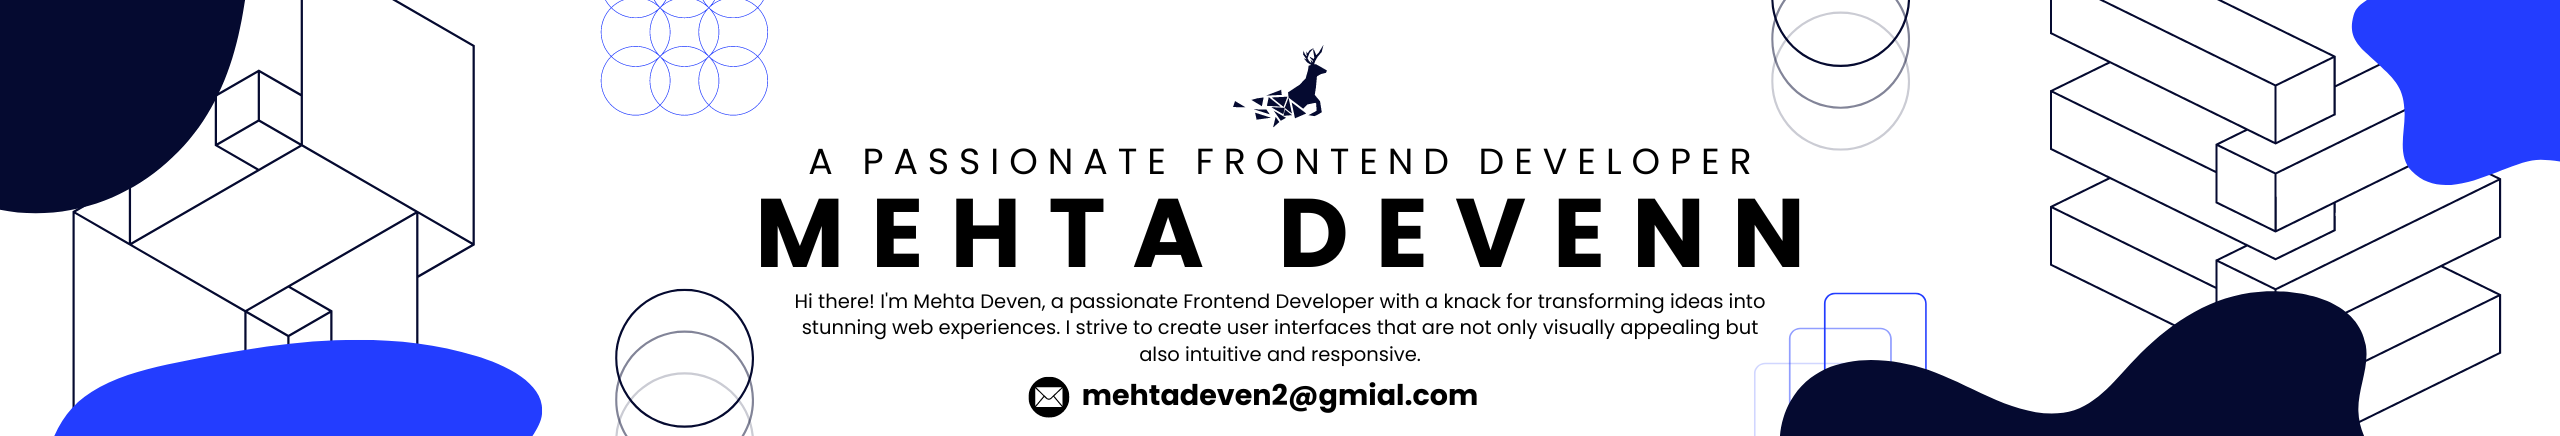 A PASSIONATE FRONTEND DEVELOPER
MEHTA DEVENN
Hi there! I'm Mehta Deven, a passionate Frontend Developer with a knack for transforming ideas into
stunning web experiences. I strive to create user interfaces that are not only visually appealing but
also intuitive and responsive.
mehtadeven2@gmial.com